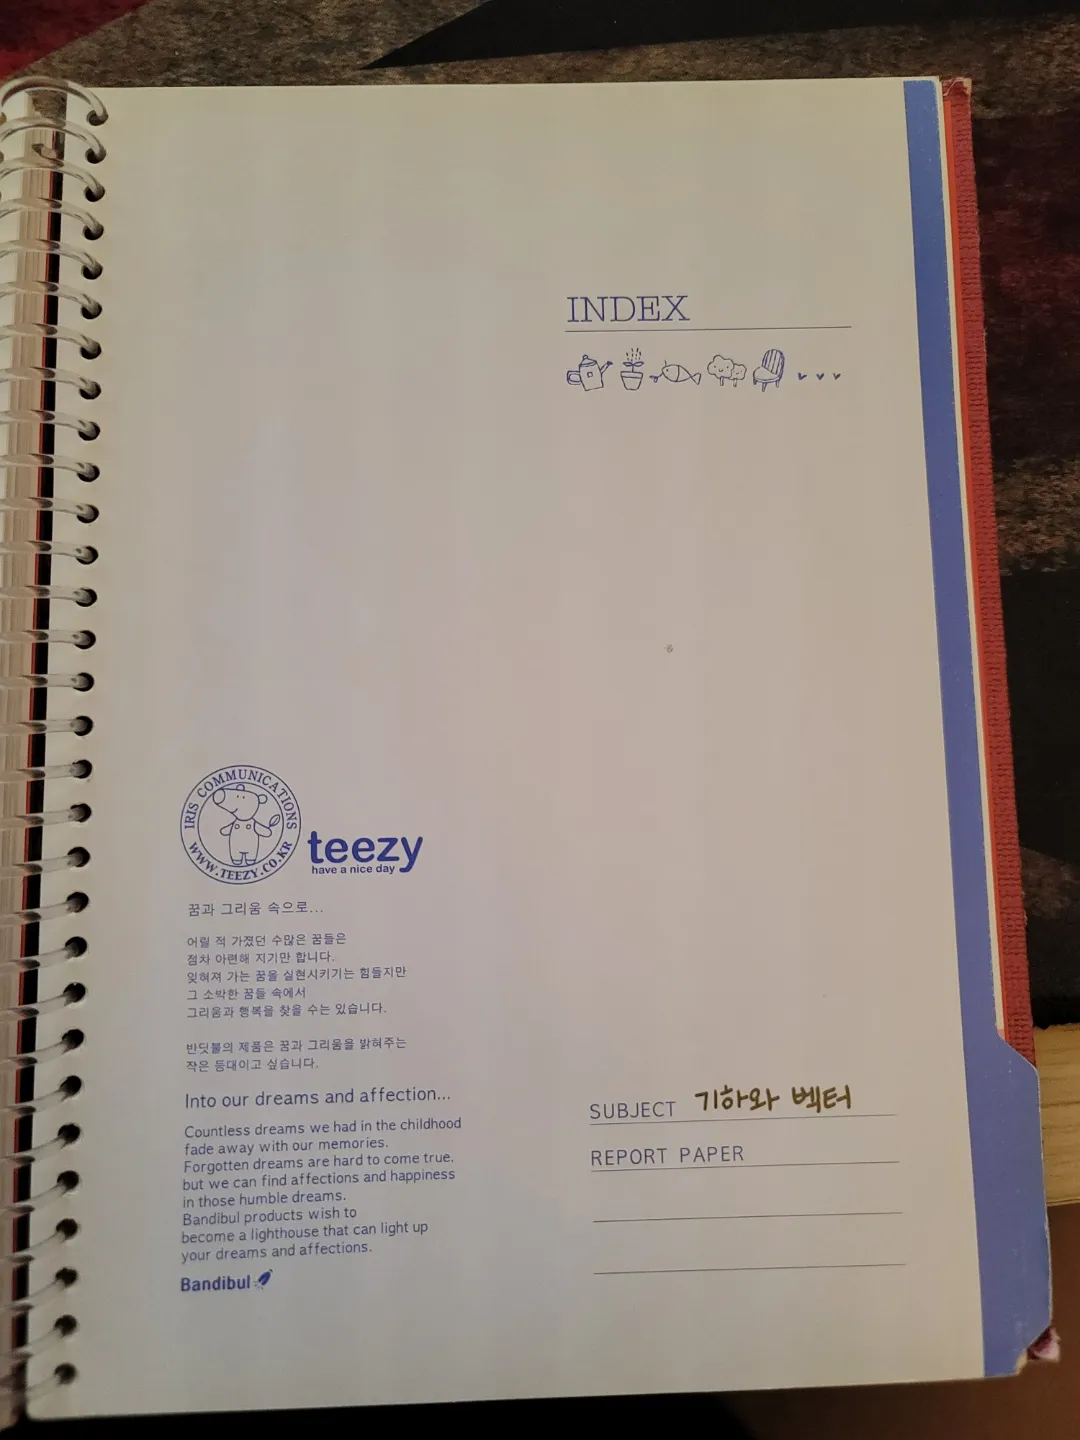 INDEX
IRIS COMMUNICATIONS
WWW.TEEZY.CO.KR
teezy
have a nice day
꿈과 그리움 속으로...
어릴 적 가졌던 수많은 꿈들은
점차 아련해 지기만 합니다.
잊혀져 가는 꿈을 실현시키기는 힘들지만
그 소박한 꿈들 속에서
그리움과 행복을 찾을 수는 있습니다.
반딧불의 제품은 꿈과 그리움을 밝혀주는
작은 등대이고 싶습니다.
Into our dreams and affection...
Countless dreams we had in the childhood
fade away with our memories.
Forgotten dreams are hard to come true.
but we can find affections and happiness
in those humble dreams.
Bandibul products wish to
become a lighthouse that can light up
your dreams and affections.
Bandibul
SUBJECT 기하와 벡터
REPORT PAPER